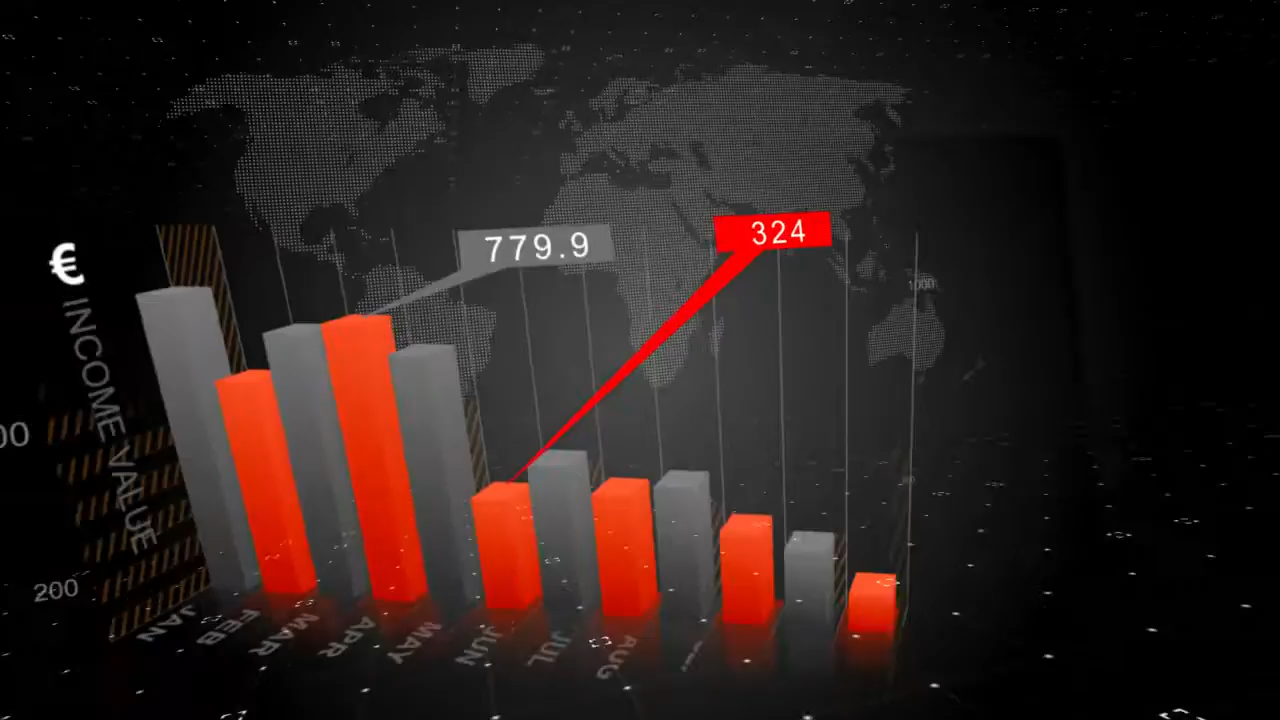 779.9
324
€
INCOME VALUE
1000
00
200
JAN
FEB
MAR
APR
MAY
JUN
JUL
AUG